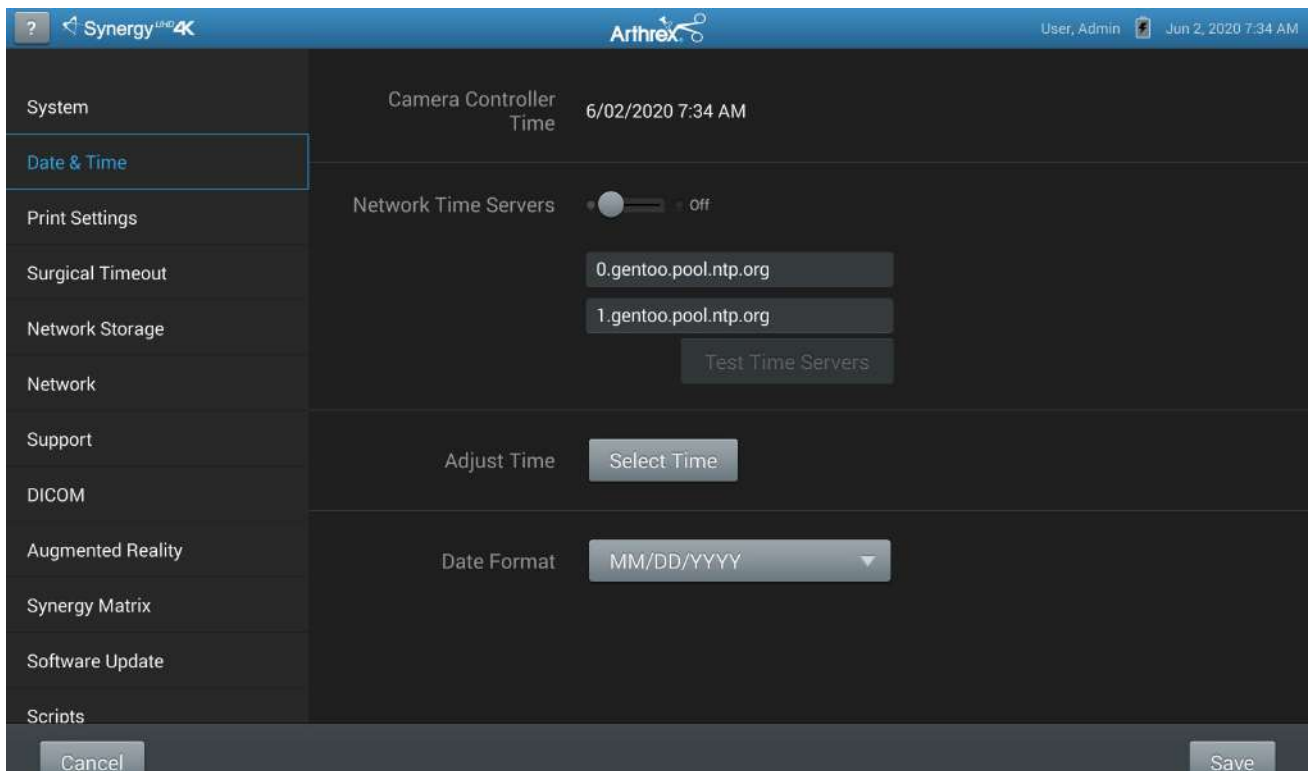 ?
Synergy UHD4K
Arthrex
User, Admin
Jun 2, 2020 7:34 AM
System
Date & Time
Print Settings
Surgical Timeout
Network Storage
Network
Support
DICOM
Augmented Reality
Synergy Matrix
Software Update
Scripts
Camera Controller
Time
6/02/2020 7:34 AM
Network Time Servers
Off
0.gentoo.pool.ntp.org
1.gentoo.pool.ntp.org
Test Time Servers
Adjust Time
Select Time
Date Format
MM/DD/YYYY
Cancel
Save